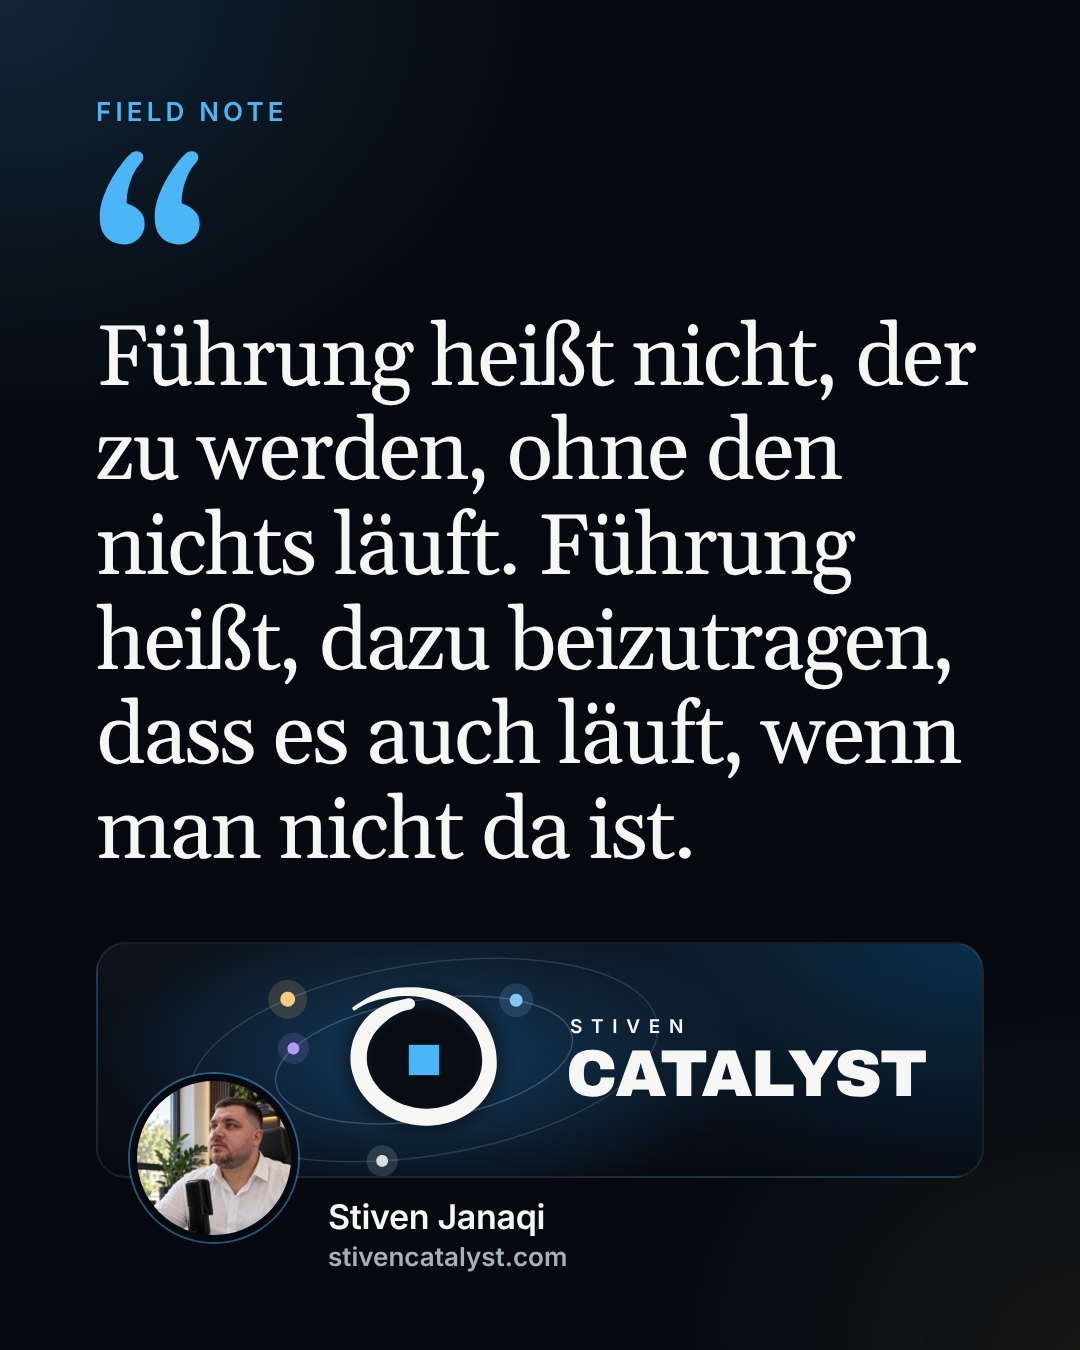 FIELD NOTE
“
Führung heißt nicht, der
zu werden, ohne den
nichts läuft. Führung
heißt, dazu beizutragen,
dass es auch läuft, wenn
man nicht da ist.
STIVEN
CATALYST
Stiven Janaqi
stivencatalyst.com